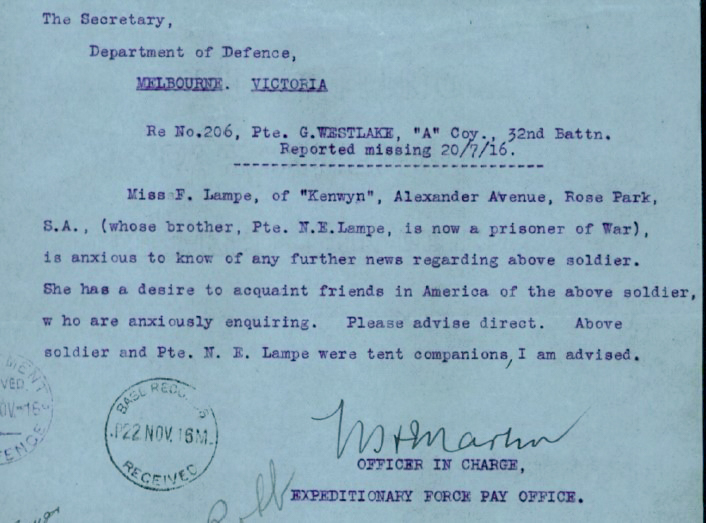 The Secretary,
Department of Defence,
MELBOURNE. VICTORIA
Re No.206, Pte. G.WESTLAKE, "A" Coy., 32nd Battn.
Reported missing 20/7/16.
Miss F. Lampe, of "Kenwyn", Alexander Avenue, Rose Park,
S.A., (whose brother, Pte. N.E.Lampe, is now a prisoner of War),
is anxious to know of any further news regarding above soldier.
She has a desire to acquaint friends in America of the above soldier,
w ho are anxiously enquiring. Please advise direct. Above
soldier and Pte. N. E. Lampe were tent companions, I am advised.
BASE RECORDS
P22 NOV.16M.
RECEIVED
Martin
OFFICER IN CHARGE,
EXPEDITIONARY FORCE PAY OFFICE.